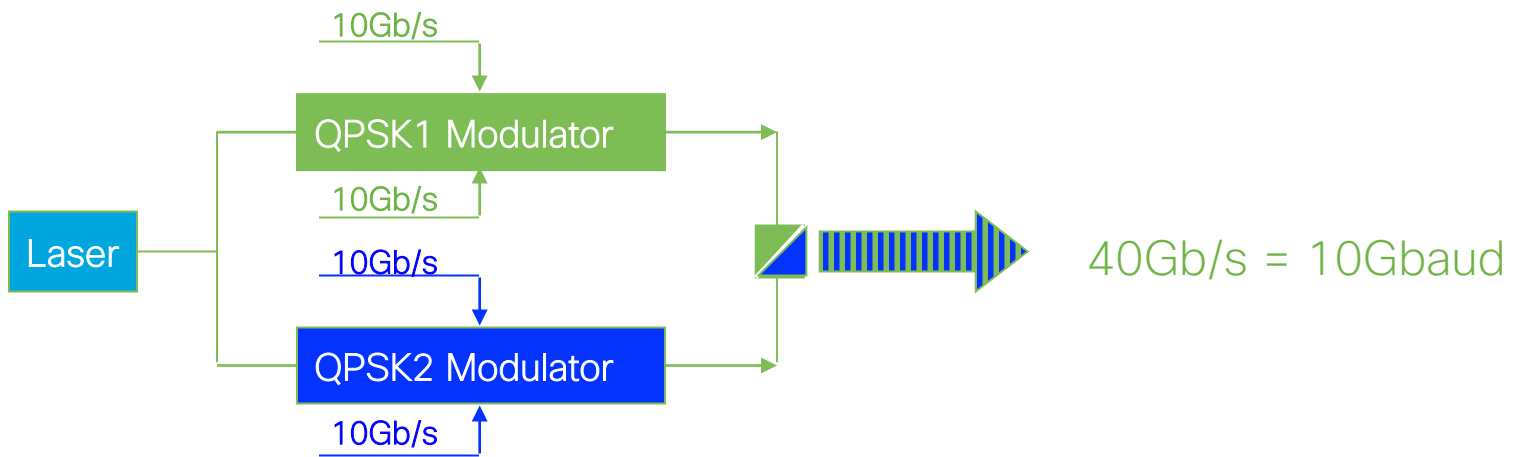 10Gb/s
QPSK1 Modulator
10Gb/s
Laser
10Gb/s
40Gb/s = 10Gbaud
QPSK2 Modulator
10Gb/s